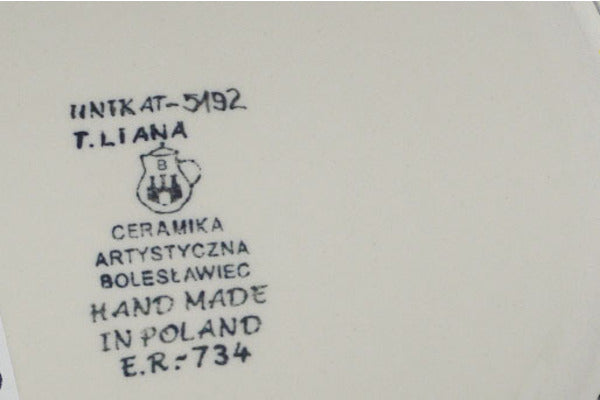 UNIKAT-5192
T. LIANA
B
CERAMIKA
ARTYSTYCZNA
BOLESŁAWIEC
HAND MADE
IN POLAND
E.R.-734